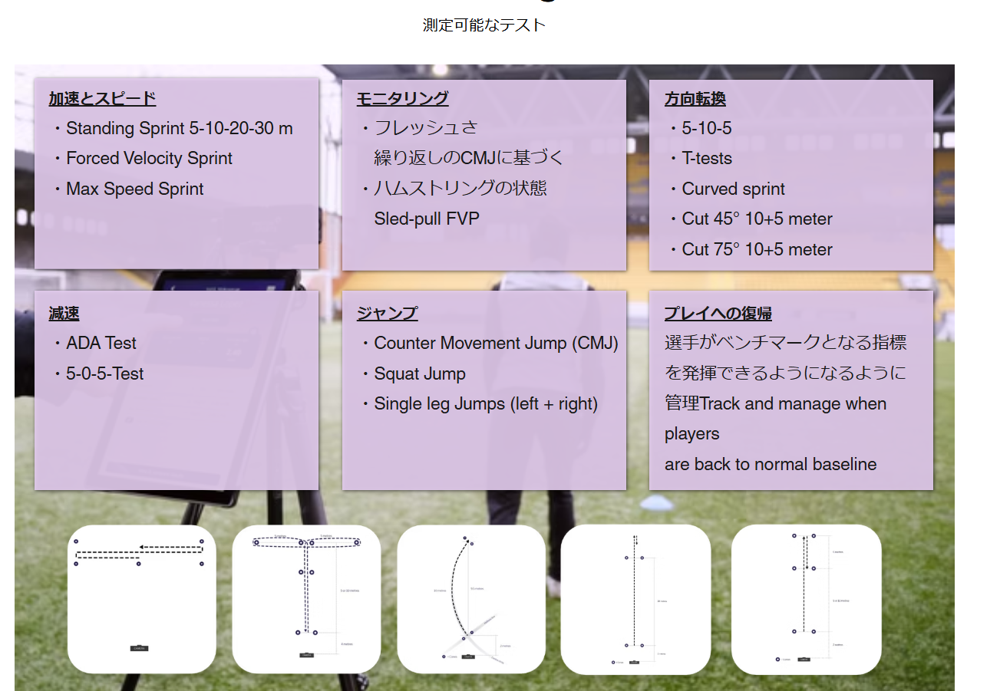 測定可能なテスト
加速とスピード
・Standing Sprint 5-10-20-30 m
・Forced Velocity Sprint
・Max Speed Sprint
モニタリング
・フレッシュさ
繰り返しのCMJに基づく
・ハムストリングの状態
Sled-pull FVP
方向転換
・5-10-5
・T-tests
・Curved sprint
・Cut 45° 10+5 meter
・Cut 75° 10+5 meter
減速
・ADA Test
・5-0-5-Test
ジャンプ
・Counter Movement Jump (CMJ)
・Squat Jump
・Single leg Jumps (left + right)
プレイへの復帰
選手がベンチマークとなる指標
を発揮できるようになるように
管理Track and manage when
players
are back to normal baseline